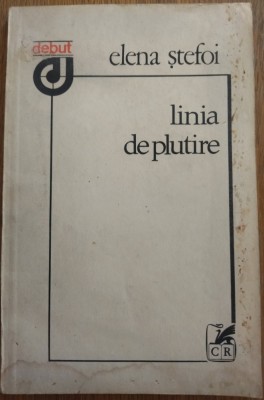 debut
elena ștefoi
linia
de plutire
CR